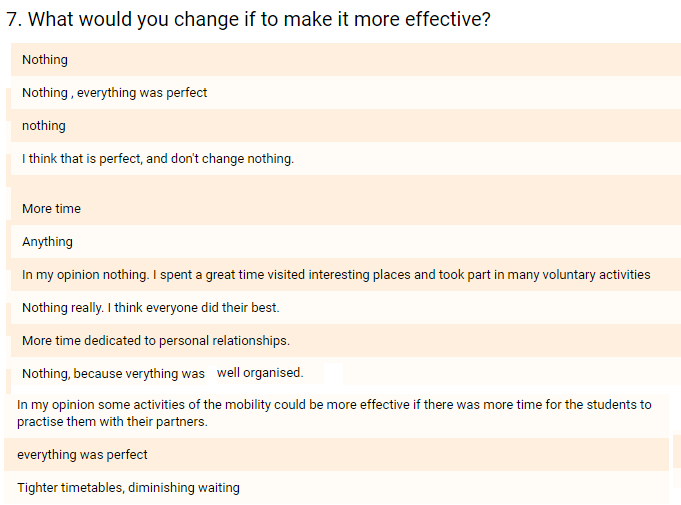 7. What would you change if to make it more effective?
Nothing
Nothing , everything was perfect
nothing
I think that is perfect, and don't change nothing.
More time
Anything
In my opinion nothing. I spent a great time visited interesting places and took part in many voluntary activities
Nothing really. I think everyone did their best.
More time dedicated to personal relationships.
Nothing, because verything was well organised.
In my opinion some activities of the mobility could be more effective if there was more time for the students to
practise them with their partners.
everything was perfect
Tighter timetables, diminishing waiting